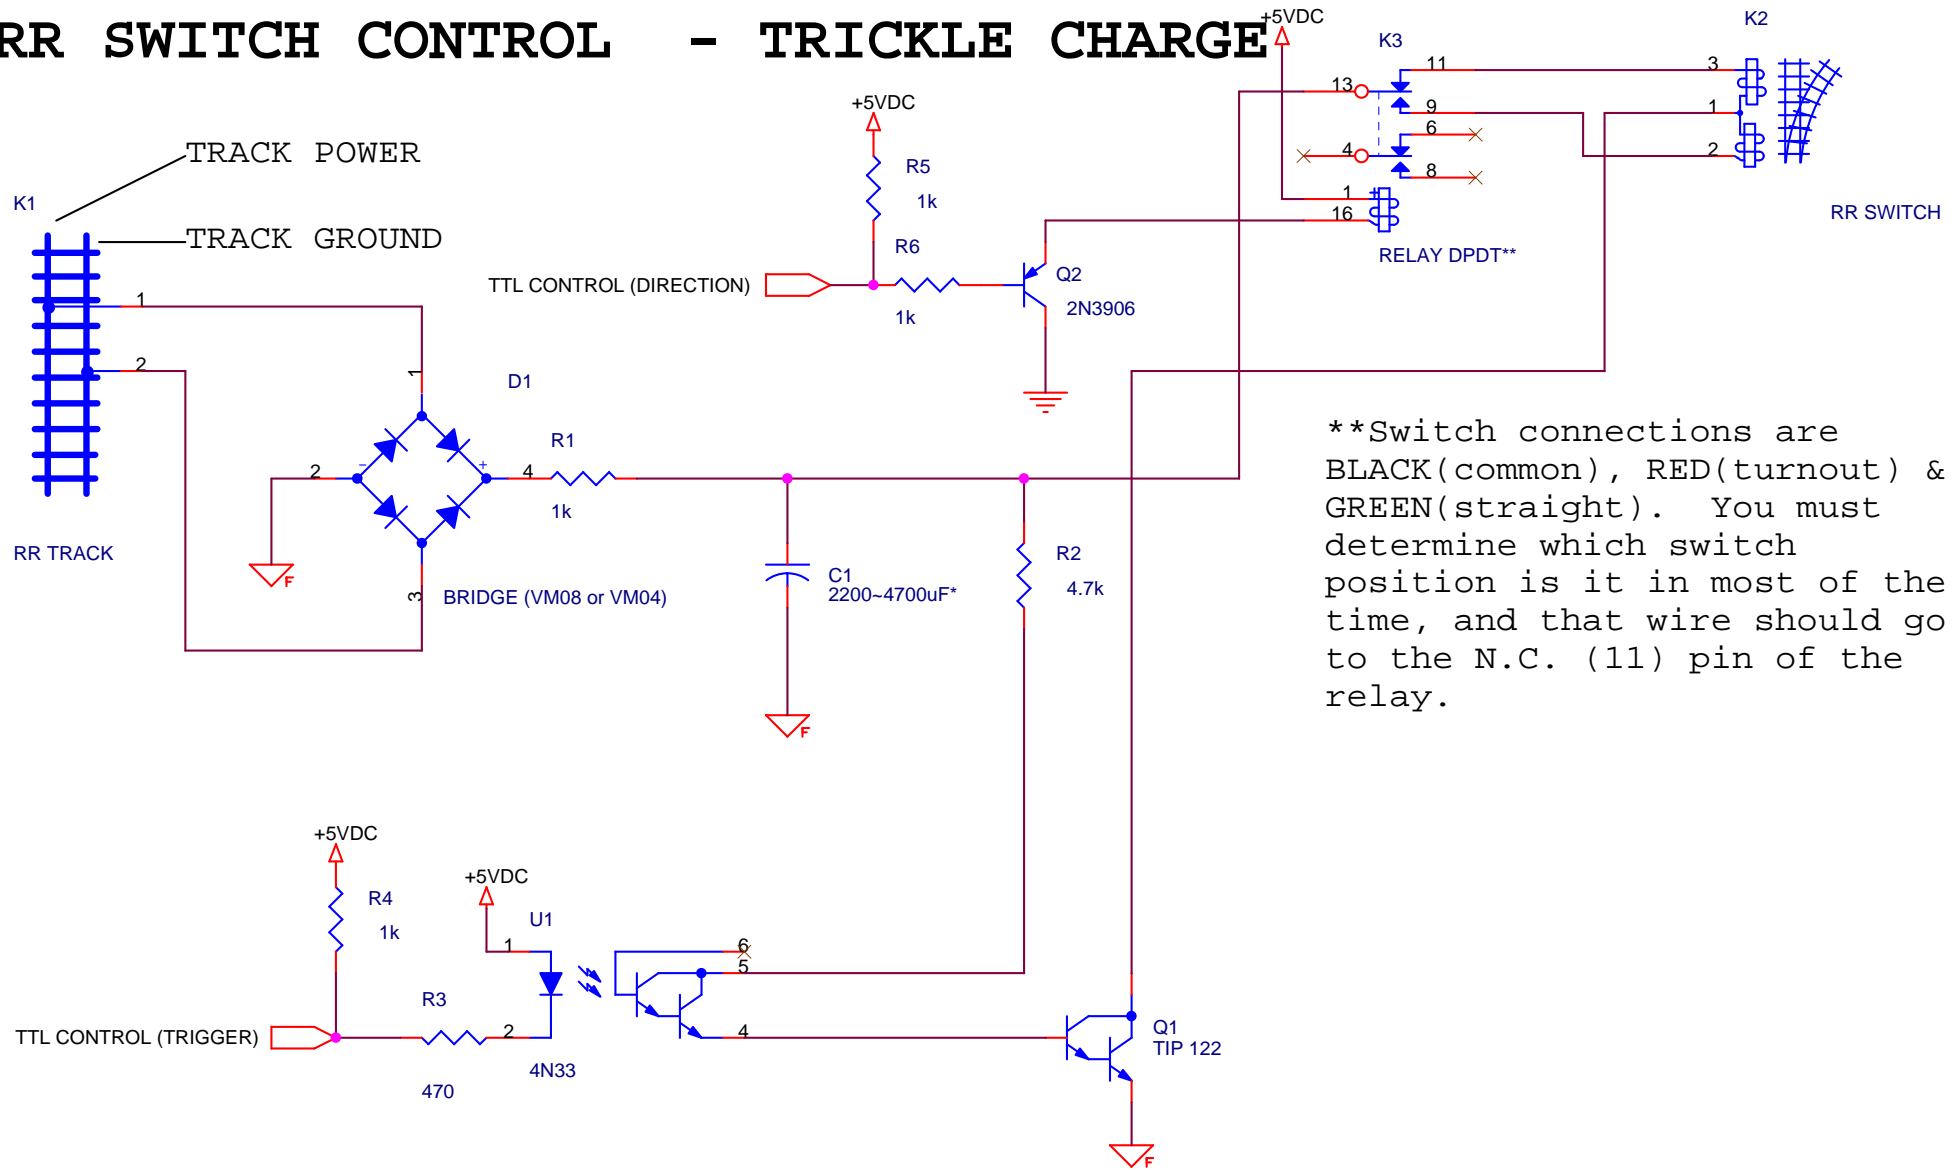 RR SWITCH CONTROL - TRICKLE CHARGE
+5VDC
K3
K2
13
11
9
6
4
8
1
16
3
1
2
RELAY DPDT**
RR SWITCH
+5VDC
R5
1k
R6
1k
TTL CONTROL (DIRECTION)
Q2
2N3906
TRACK POWER
K1
TRACK GROUND
1
2
RR TRACK
D1
1
2
-
+
4
3
BRIDGE (VM08 or VM04)
R1
1k
C1
2200~4700uF*
R2
4.7k
F
F
**Switch connections are
BLACK(common), RED(turnout) &
GREEN(straight). You must
determine which switch
position is it in most of the
time, and that wire should go
to the N.C. (11) pin of the
relay.
+5VDC
R4
1k
+5VDC
U1
1
6
5
R3
2
4
TTL CONTROL (TRIGGER)
470
4N33
Q1
TIP 122
F
+